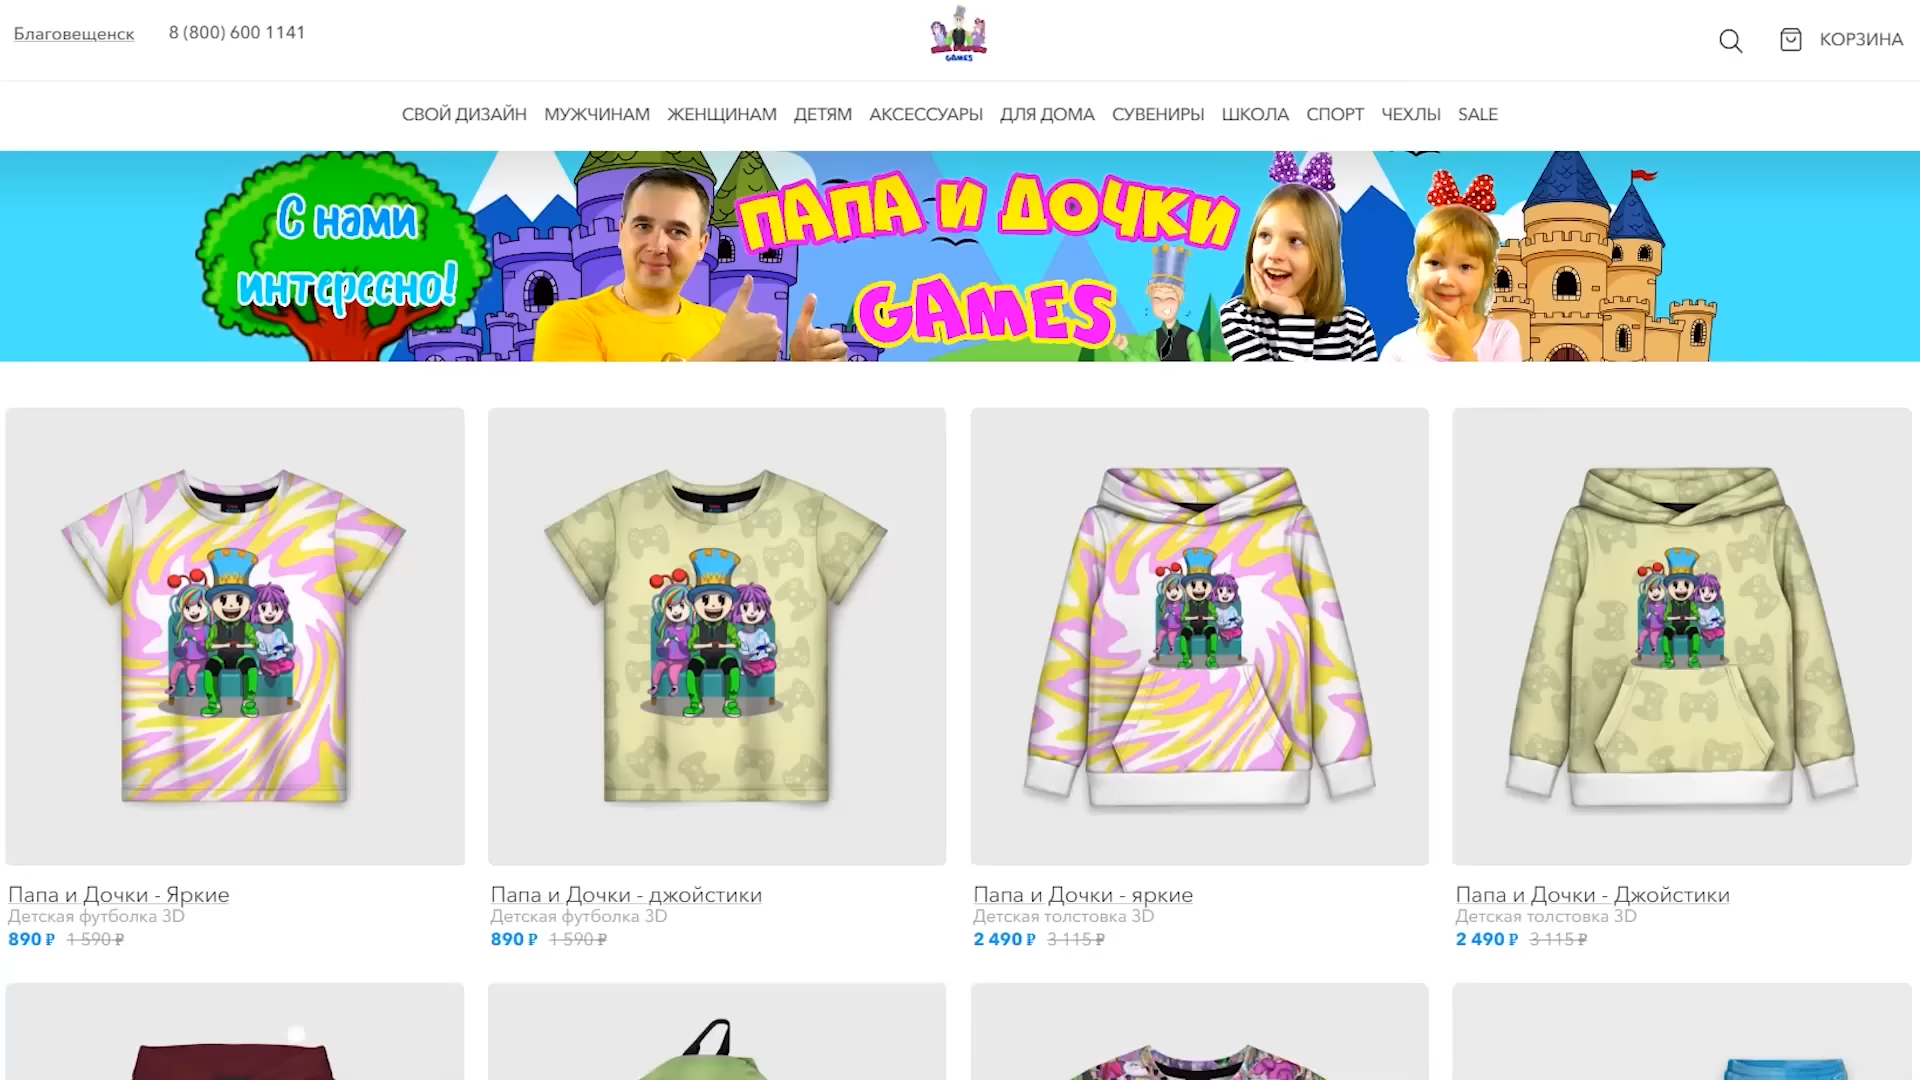 Благовещенск
8 (800) 600 1141
GAMES
КОРЗИНА
СВОЙ ДИЗАЙН МУЖЧИНАМ ЖЕНЩИНАМ ДЕТЯМ АКСЕССУАРЫ ДЛЯ ДОМА СУВЕНИРЫ ШКОЛА СПОРТ ЧЕХЛЫ SALE
С нами
интересно!
ПАПА И ДОЧКИ
GAMES
Папа и Дочки - Яркие
Детская футболка 3D
890 ₽ 1 590 ₽
Папа и Дочки - джойстики
Детская футболка 3D
890 ₽ 1 590 ₽
Папа и Дочки - яркие
Детская толстовка 3D
2 490 ₽ 3 115 ₽
Папа и Дочки - Джойстики
Детская толстовка 3D
2 490 ₽ 3 115 ₽